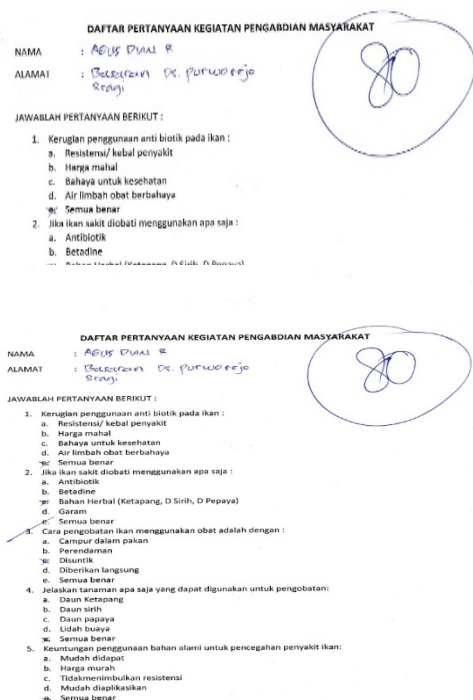 DAFTAR PERTANYAAN KEGIATAN PENGABDIAN MASYARAKAT
NAMA : AGUS DIAN R
ALAMAT : Basaran Ds. Purworejo
Sragi
80
JAWABLAH PERTANYAAN BERIKUT :
1. Kerugian penggunaan anti biotik pada ikan :
a. Resistensi/ kebal penyakit
b. Harga mahal
c. Bahaya untuk kesehatan
d. Air limbah obat berbahaya
e. Semua benar
2. Jika ikan sakit diobati menggunakan apa saja :
a. Antibiotik
b. Betadine
DAFTAR PERTANYAAN KEGIATAN PENGABDIAN MASYARAKAT
NAMA : AGUS DIAN R
ALAMAT : Basaran Ds. Purworejo
Sragi
80
JAWABLAH PERTANYAAN BERIKUT :
1. Kerugian penggunaan anti biotik pada ikan :
a. Resistensi/ kebal penyakit
b. Harga mahal
c. Bahaya untuk kesehatan
d. Air limbah obat berbahaya
e. Semua benar
2. Jika ikan sakit diobati menggunakan apa saja :
a. Antibiotik
b. Betadine
c. Bahan Herbal (Ketapang, D Sirih, D Pepaya)
d. Garam
e. Semua benar
3. Cara pengobatan ikan menggunakan obat adalah dengan :
a. Campur dalam pakan
b. Perendaman
c. Disuntik
d. Diberikan langsung
e. Semua benar
4. Jelaskan tanaman apa saja yang dapat digunakan untuk pengobatan:
a. Daun Ketapang
b. Daun sirih
c. Daun papaya
d. Lidah buaya
e. Semua benar
5. Keuntungan penggunaan bahan alami untuk pencegahan penyakit ikan:
a. Mudah didapat
b. Harga murah
c. Tidakmenimbulkan resistensi
d. Mudah diaplikasikan
e. Semua benar